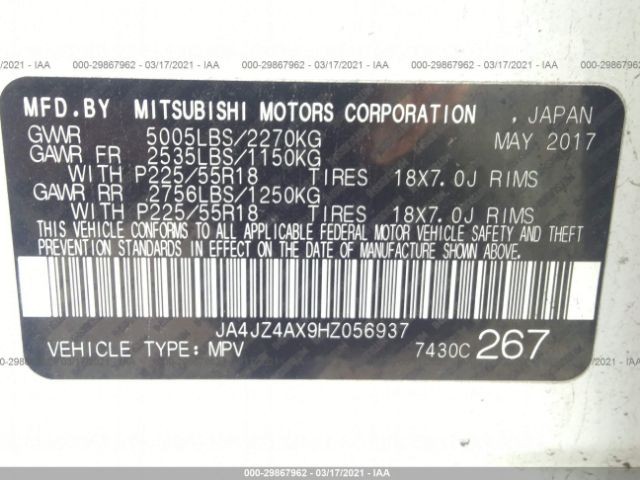 000-29867962 - 03/17/2021 - IAA
MFD.BY MITSUBISHI MOTORS CORPORATION . JAPAN
GVWR 5005LBS/2270KG MAY 2017
GAWR FR 2535LBS/1150KG
WITH P225/55R18 TIRES 18X7.0J RIMS
GAWR RR 2756LBS/1250KG
WITH P225/55R18 TIRES 18X7.0J RIMS
THIS VEHICLE CONFORMS TO ALL APPLICABLE FEDERAL MOTOR VEHICLE SAFETY AND THEFT
PREVENTION STANDARDS IN EFFECT ON THE DATE OF MANUFACTURE SHOWN ABOVE.
JA4JZ4AX9HZ056937
VEHICLE TYPE: MPV 7430C 267
000-29867962 - 03/17/2021 - IAA